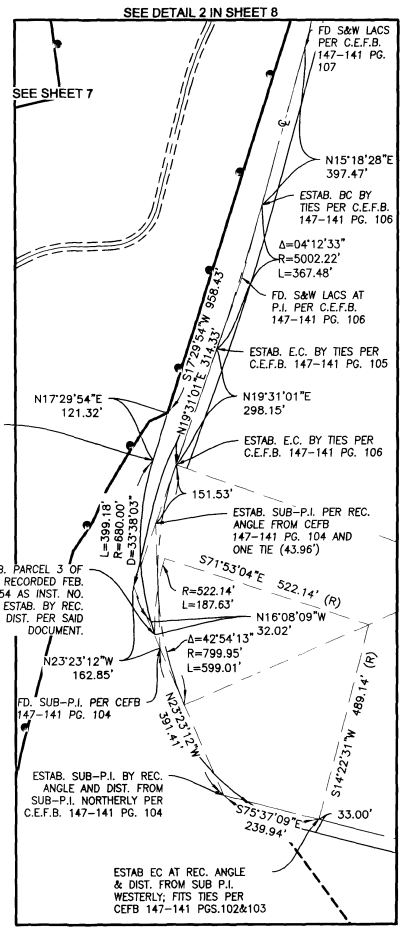 SEE DETAIL 2 IN SHEET 8
FD S&W LACS
PER C.E.F.B.
147-141 PG.
107
SEE SHEET 7
N15°18'28"E
397.47'
ESTAB. BC BY
TIES PER C.E.F.B.
147-141 PG. 106
Δ=04°12'33"
R=5002.22'
L=367.48'
FD. S&W LACS AT
P.I. PER C.E.F.B.
147-141 PG. 106
S17°29'54"W 958.43'
N19°31'01"E 314.33'
ESTAB. E.C. BY TIES PER
C.E.F.B. 147-141 PG. 105
N17°29'54"E
121.32'
N19°31'01"E
298.15'
ESTAB. E.C. BY TIES PER
C.E.F.B. 147-141 PG. 106
151.53'
L=399.18'
R=680.00'
D=33°38'03"
ESTAB. SUB-P.I. PER REC.
ANGLE FROM CEFB
147-141 PG. 104 AND
ONE TIE (43.96')
S71°53'04"E 522.14' (R)
B. PARCEL 3 OF
RECORDED FEB.
54 AS INST. NO.
ESTAB. BY REC.
DIST. PER SAID
DOCUMENT.
R=522.14'
L=187.63'
N16°08'09"W
32.02'
N23°23'12"W
162.85'
Δ=42°54'13"
R=799.95'
L=599.01'
FD. SUB-P.I. PER CEFB
147-141 PG. 104
N23°23'12"W
391.41'
S14°22'31"W 489.14' (R)
ESTAB. SUB-P.I. BY REC.
ANGLE AND DIST. FROM
SUB-P.I. NORTHERLY PER
C.E.F.B. 147-141 PG. 104
S75°37'09"E
239.94'
33.00'
ESTAB EC AT REC. ANGLE
& DIST. FROM SUB P.I.
WESTERLY; FITS TIES PER
CEFB 147-141 PGS.102&103